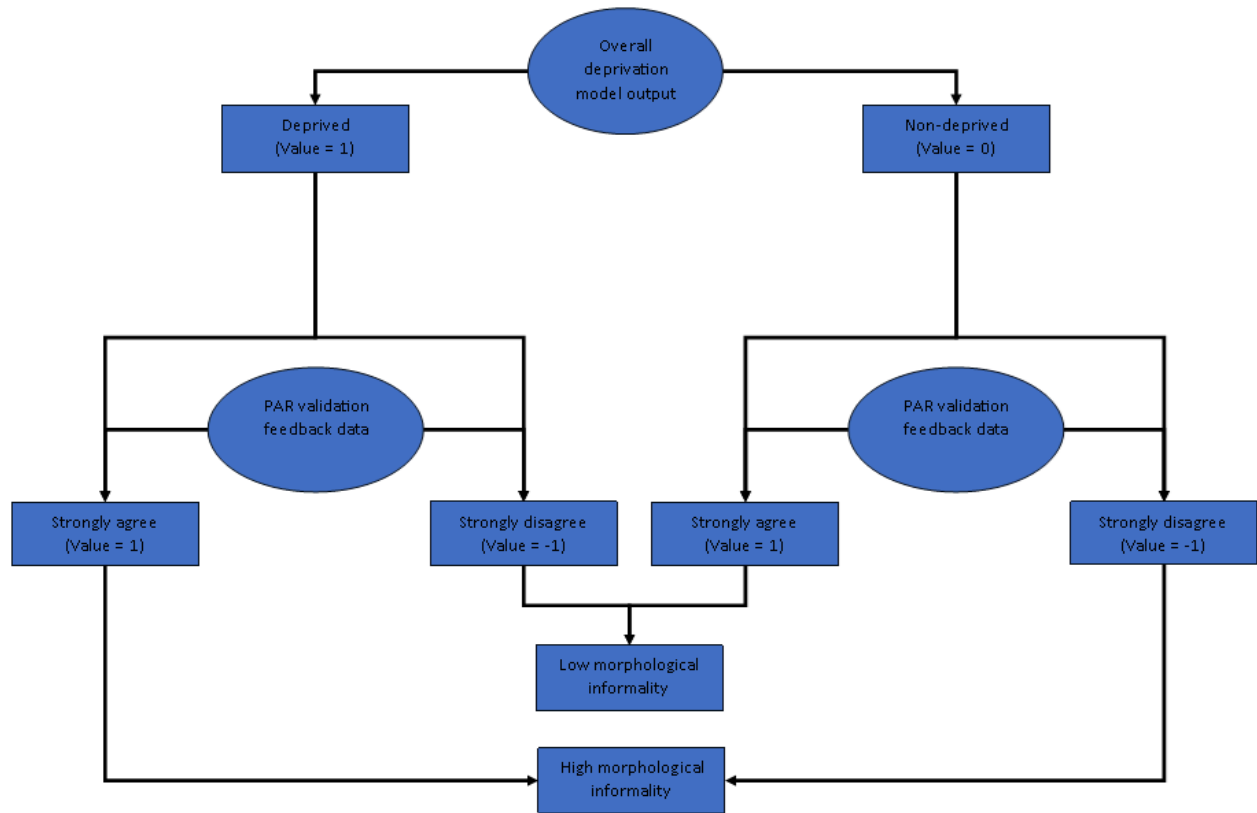 Overall
deprivation
model output
Deprived
(Value = 1)
Non-deprived
(Value = 0)
PAR validation
feedback data
PAR validation
feedback data
Strongly agree
(Value = 1)
Strongly disagree
(Value = -1)
Strongly agree
(Value = 1)
Strongly disagree
(Value = -1)
Low morphological
informality
High morphological
informality